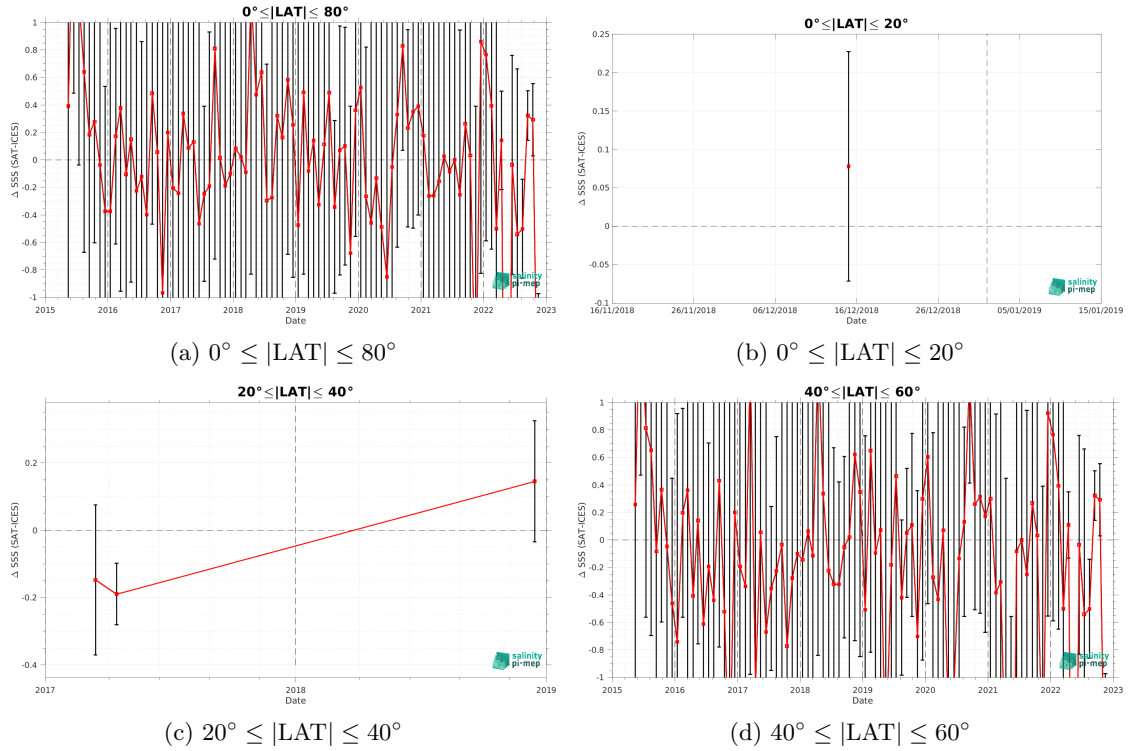 0°≤|LAT|≤ 80°
Δ SSS (SAT-ICES)
1
0.8
0.6
0.4
0.2
0
-0.2
-0.4
-0.6
-0.8
-1
2015
2016
2017
2018
2019
2020
2021
2022
2023
Date
salinity
pi-mep
(a) 0° ≤ |LAT| ≤ 80°
0°≤|LAT|≤ 20°
Δ SSS (SAT-ICES)
0.25
0.2
0.15
0.1
0.05
0
-0.05
-0.1
16/11/2018
26/11/2018
06/12/2018
16/12/2018
26/12/2018
05/01/2019
15/01/2019
Date
salinity
pi-mep
(b) 0° ≤ |LAT| ≤ 20°
20°≤|LAT|≤ 40°
Δ SSS (SAT-ICES)
0.2
0
-0.2
-0.4
2017
2018
2019
Date
salinity
pi-mep
(c) 20° ≤ |LAT| ≤ 40°
40°≤|LAT|≤ 60°
Δ SSS (SAT-ICES)
1
0.8
0.6
0.4
0.2
0
-0.2
-0.4
-0.6
-0.8
-1
2015
2016
2017
2018
2019
2020
2021
2022
2023
Date
salinity
pi-mep
(d) 40° ≤ |LAT| ≤ 60°